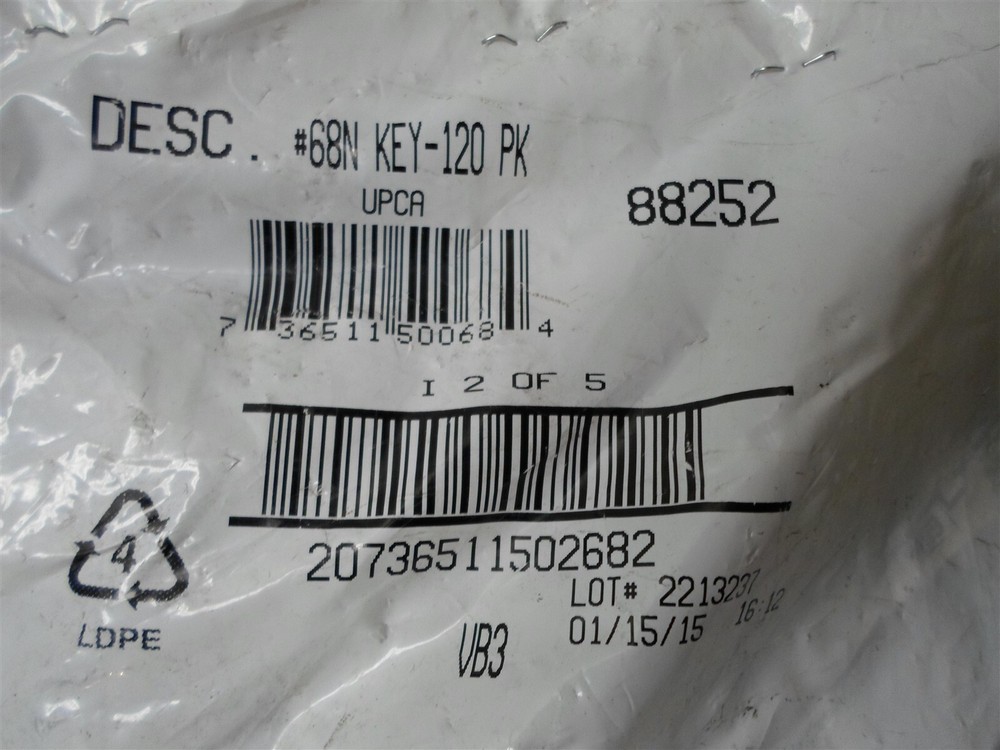 DESC. #68N KEY-120 PK
88252
UPCA
7 36511 50068 4
I 2 OF 5
20736511502682
4
LDPE
LOT# 2213237
01/15/15 16:12
VB3